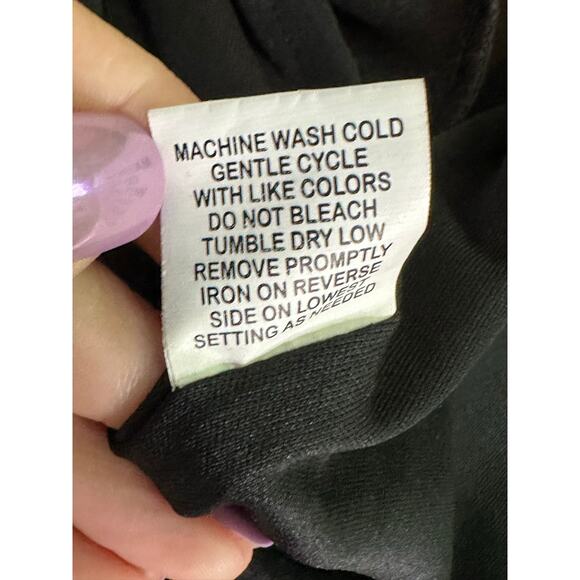 MACHINE WASH COLD
GENTLE CYCLE
WITH LIKE COLORS
DO NOT BLEACH
TUMBLE DRY LOW
REMOVE PROMPTLY
IRON ON REVERSE
SIDE ON LOWEST
SETTING AS NEEDED